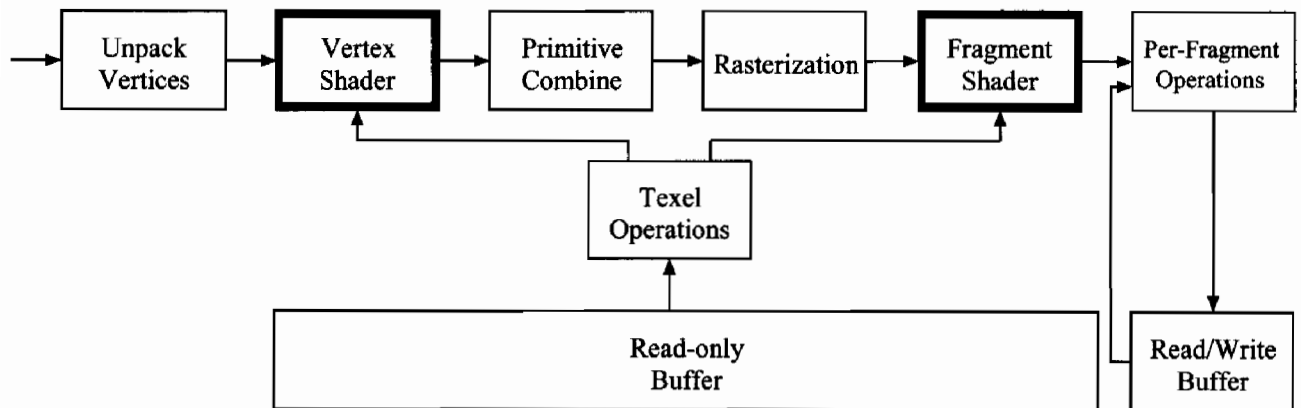 Unpack
Vertices
Vertex
Shader
Primitive
Combine
Rasterization
Fragment
Shader
Per-Fragment
Operations
Texel
Operations
Read-only
Buffer
Read/Write
Buffer